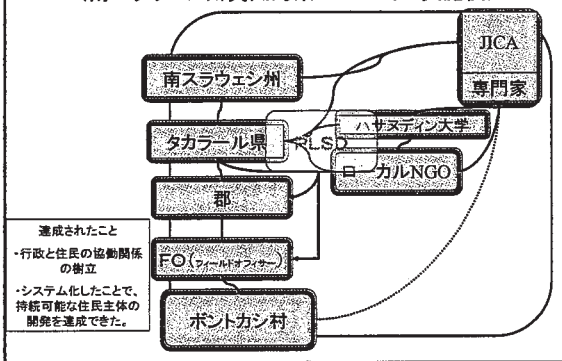 JICA
専門家
南スラウェシ州
タカラール県
PLSD
ハサヌディン大学
ローカルNGO
郡
FO(フィールドオフィサー)
ボントカシ村
達成されたこと
・行政と住民の協働関係
の樹立
・システム化したことで、
持続可能な住民主体の
開発を達成できた。